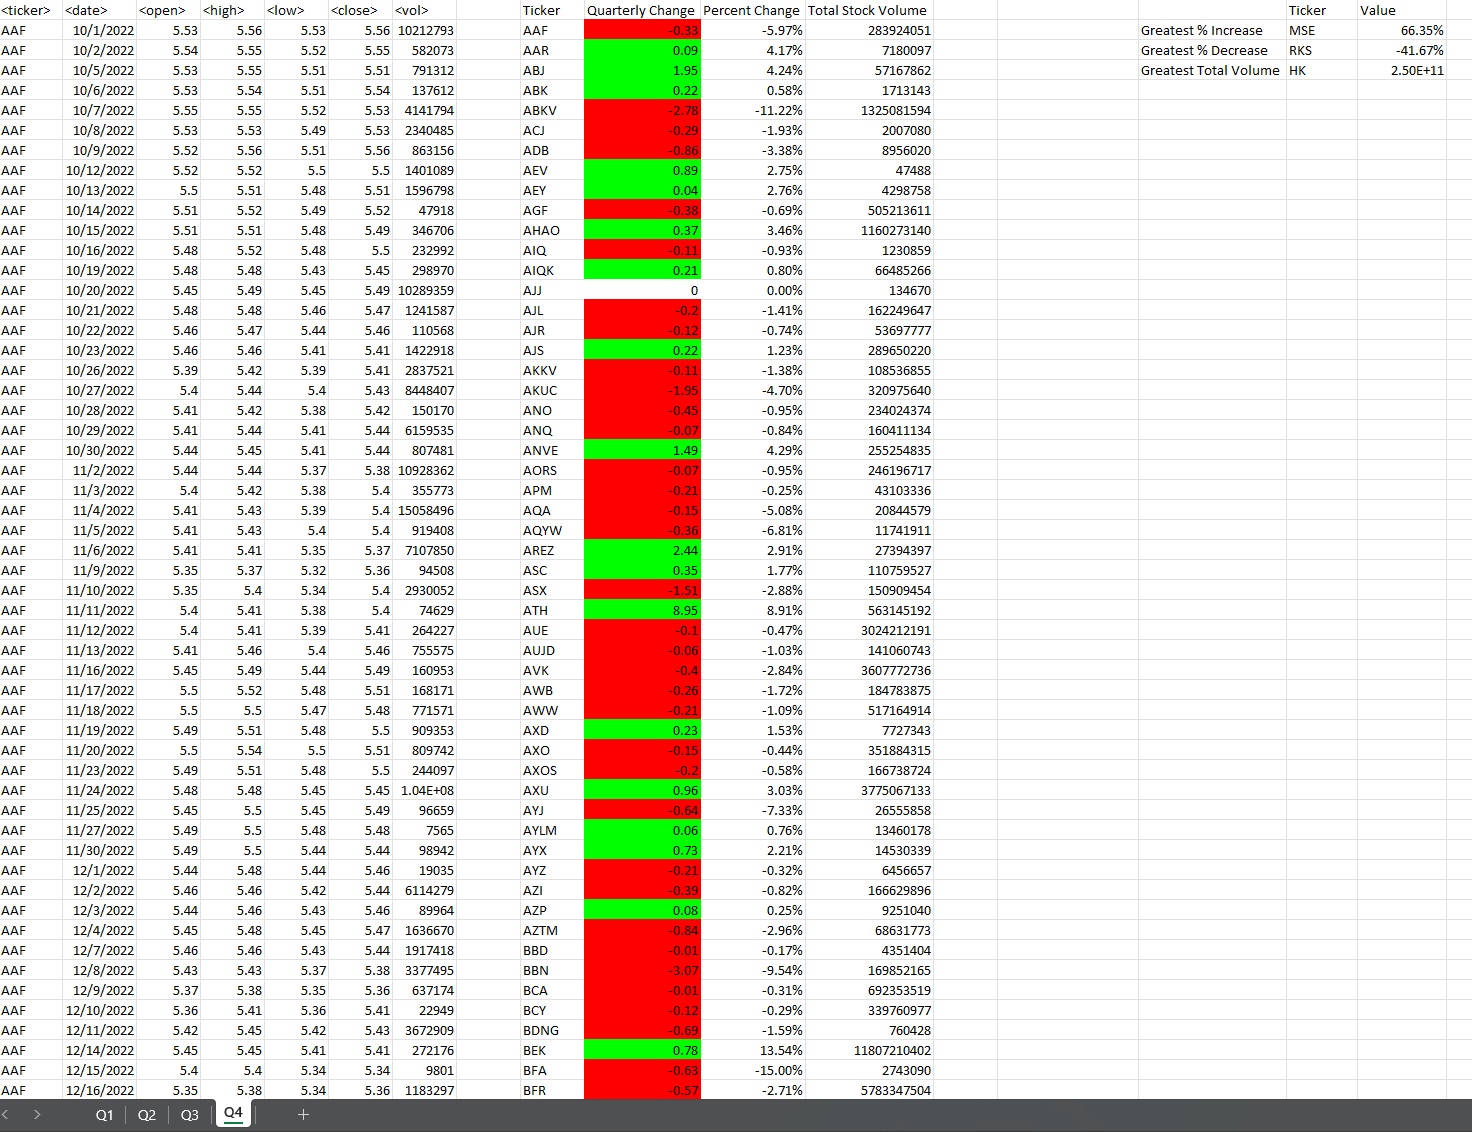 <ticker> <date> <open> <high> <low> <close> <vol> Ticker Quarterly Change Percent Change Total Stock Volume Ticker Value
AAF 10/1/2022 5.53 5.56 5.53 5.56 10212793 AAF -0.33 -5.97% 283924051 Greatest % Increase MSE 66.35%
AAF 10/2/2022 5.54 5.55 5.52 5.55 582073 AAR 0.09 4.17% 7180097 Greatest % Decrease RKS -41.67%
AAF 10/5/2022 5.53 5.55 5.51 5.51 791312 ABJ 1.95 4.24% 57167862 Greatest Total Volume HK 2.50E+11
AAF 10/6/2022 5.53 5.54 5.51 5.54 137612 ABK 0.22 0.58% 1713143
AAF 10/7/2022 5.55 5.55 5.52 5.53 4141794 ABKV -2.78 -11.22% 1325081594
AAF 10/8/2022 5.53 5.53 5.49 5.53 2340485 ACJ -0.29 -1.93% 2007080
AAF 10/9/2022 5.52 5.56 5.51 5.56 863156 ADB -0.86 -3.38% 8956020
AAF 10/12/2022 5.52 5.52 5.5 5.5 1401089 AEV 0.89 2.75% 47488
AAF 10/13/2022 5.5 5.51 5.48 5.51 1596798 AEY 0.04 2.76% 4298758
AAF 10/14/2022 5.51 5.52 5.49 5.52 47918 AGF -0.38 -0.69% 505213611
AAF 10/15/2022 5.51 5.51 5.48 5.49 346706 AHAO 0.37 3.46% 1160273140
AAF 10/16/2022 5.48 5.52 5.48 5.5 232992 AIQ -0.11 -0.93% 1230859
AAF 10/19/2022 5.48 5.48 5.43 5.45 298970 AIQK 0.21 0.80% 66485266
AAF 10/20/2022 5.45 5.49 5.45 5.49 10289359 AJJ 0 0.00% 134670
AAF 10/21/2022 5.48 5.48 5.46 5.47 1241587 AJL -0.2 -1.41% 162249647
AAF 10/22/2022 5.46 5.47 5.44 5.46 110568 AJR -0.12 -0.74% 53697777
AAF 10/23/2022 5.46 5.46 5.41 5.41 1422918 AJS 0.22 1.23% 289650220
AAF 10/26/2022 5.39 5.42 5.39 5.41 2837521 AKKV -0.11 -1.38% 108536855
AAF 10/27/2022 5.4 5.44 5.4 5.43 8448407 AKUC -1.95 -4.70% 320975640
AAF 10/28/2022 5.41 5.42 5.38 5.42 150170 ANO -0.45 -0.95% 234024374
AAF 10/29/2022 5.41 5.44 5.41 5.44 6159535 ANQ -0.07 -0.84% 160411134
AAF 10/30/2022 5.44 5.45 5.41 5.44 807481 ANVE 1.49 4.29% 255254835
AAF 11/2/2022 5.44 5.44 5.37 5.38 10928362 AORS -0.07 -0.95% 246196717
AAF 11/3/2022 5.4 5.42 5.38 5.4 355773 APM -0.21 -0.25% 43103336
AAF 11/4/2022 5.41 5.43 5.39 5.4 15058496 AQA -0.15 -5.08% 20844579
AAF 11/5/2022 5.41 5.43 5.4 5.4 919408 AQYW -0.36 -6.81% 11741911
AAF 11/6/2022 5.41 5.41 5.35 5.37 7107850 AREZ 2.44 2.91% 27394397
AAF 11/9/2022 5.35 5.37 5.32 5.36 94508 ASC 0.35 1.77% 110759527
AAF 11/10/2022 5.35 5.4 5.34 5.4 2930052 ASX -1.51 -2.88% 150909454
AAF 11/11/2022 5.4 5.41 5.38 5.4 74629 ATH 8.95 8.91% 563145192
AAF 11/12/2022 5.4 5.41 5.39 5.41 264227 AUE -0.1 -0.47% 3024212191
AAF 11/13/2022 5.41 5.46 5.4 5.46 755575 AUJD -0.06 -1.03% 141060743
AAF 11/16/2022 5.45 5.49 5.44 5.49 160953 AVK -0.4 -2.84% 3607772736
AAF 11/17/2022 5.5 5.52 5.48 5.51 168171 AWB -0.26 -1.72% 184783875
AAF 11/18/2022 5.5 5.5 5.47 5.48 771571 AWW -0.21 -1.09% 517164914
AAF 11/19/2022 5.49 5.51 5.48 5.5 909353 AXD 0.23 1.53% 7727343
AAF 11/20/2022 5.5 5.54 5.5 5.51 809742 AXO -0.15 -0.44% 351884315
AAF 11/23/2022 5.49 5.51 5.48 5.5 244097 AXOS -0.2 -0.58% 166738724
AAF 11/24/2022 5.48 5.48 5.45 5.45 1.04E+08 AXU 0.96 3.03% 3775067133
AAF 11/25/2022 5.45 5.5 5.45 5.49 96659 AYJ -0.64 -7.33% 26555858
AAF 11/27/2022 5.49 5.5 5.48 5.48 7565 AYLM 0.06 0.76% 13460178
AAF 11/30/2022 5.49 5.5 5.44 5.44 98942 AYX 0.73 2.21% 14530339
AAF 12/1/2022 5.44 5.48 5.44 5.46 19035 AYZ -0.21 -0.32% 6456657
AAF 12/2/2022 5.46 5.46 5.42 5.44 6114279 AZI -0.39 -0.82% 166629896
AAF 12/3/2022 5.44 5.46 5.43 5.46 89964 AZP 0.08 0.25% 9251040
AAF 12/4/2022 5.45 5.48 5.45 5.47 1636670 AZTM -0.84 -2.96% 68631773
AAF 12/7/2022 5.46 5.46 5.43 5.44 1917418 BBD -0.01 -0.17% 4351404
AAF 12/8/2022 5.43 5.43 5.37 5.38 3377495 BBN -3.07 -9.54% 169852165
AAF 12/9/2022 5.37 5.38 5.35 5.36 637174 BCA -0.01 -0.31% 692353519
AAF 12/10/2022 5.36 5.41 5.36 5.41 22949 BCY -0.12 -0.29% 339760977
AAF 12/11/2022 5.42 5.45 5.42 5.43 3672909 BDNG -0.69 -1.59% 760428
AAF 12/14/2022 5.45 5.45 5.41 5.41 272176 BEK 0.78 13.54% 11807210402
AAF 12/15/2022 5.4 5.4 5.34 5.34 9801 BFA -0.63 -15.00% 2743090
AAF 12/16/2022 5.35 5.38 5.34 5.36 1183297 BFR -0.57 -2.71% 5783347504
Q1 Q2 Q3 Q4 +